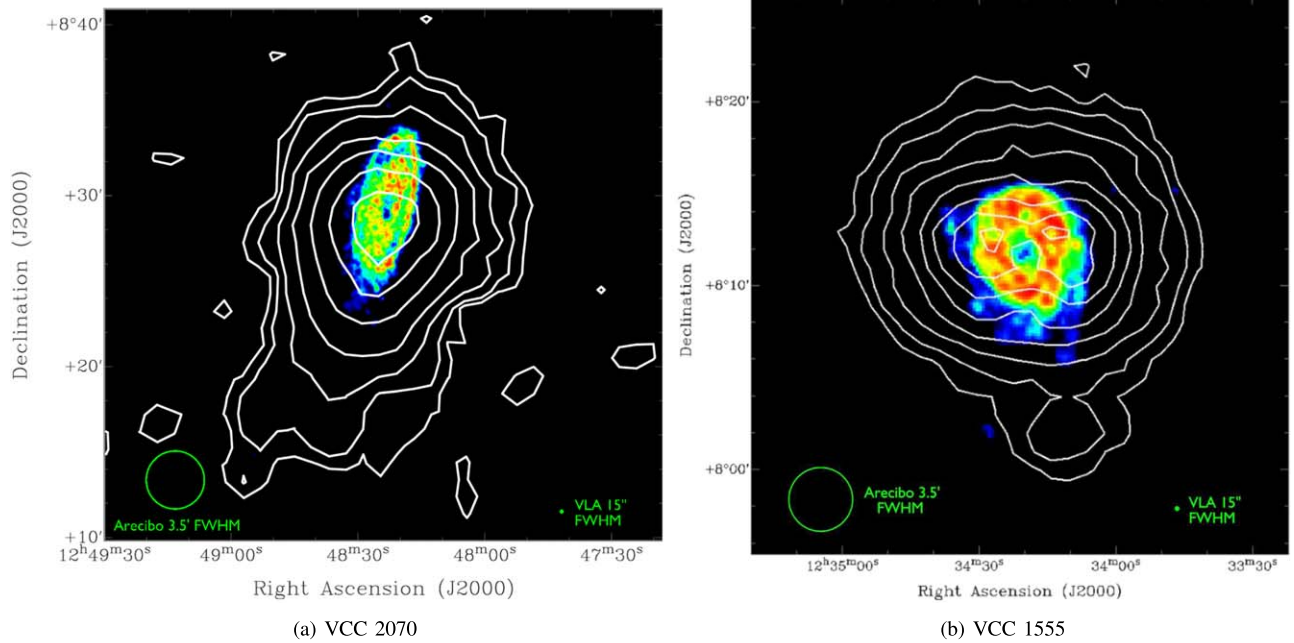 +8°40′
+30′
+20′
+10′
Declination (J2000)
12ʰ49ᵐ30ˢ
49ᵐ00ˢ
48ᵐ30ˢ
48ᵐ00ˢ
47ᵐ30ˢ
Right Ascension (J2000)
Arecibo 3.5' FWHM
VLA 15"
FWHM
(a) VCC 2070
+8°20′
+8°10′
+8°00′
Declination (J2000)
12ʰ35ᵐ00ˢ
34ᵐ30ˢ
34ᵐ00ˢ
33ᵐ30ˢ
Right Ascension (J2000)
Arecibo 3.5'
FWHM
VLA 15"
FWHM
(b) VCC 1555